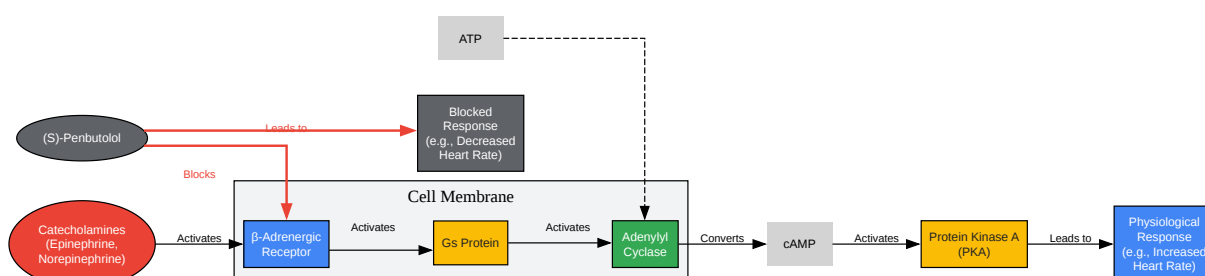 ATP
Blocked
Response
(e.g., Decreased
Heart Rate)
(S)-Penbutolol
Leads to
Blocks
Cell Membrane
Catecholamines
(Epinephrine,
Norepinephrine)
Activates
β-Adrenergic
Receptor
Activates
Gs Protein
Activates
Adenylyl
Cyclase
Converts
cAMP
Activates
Protein Kinase A
(PKA)
Leads to
Physiological
Response
(e.g., Increased
Heart Rate)